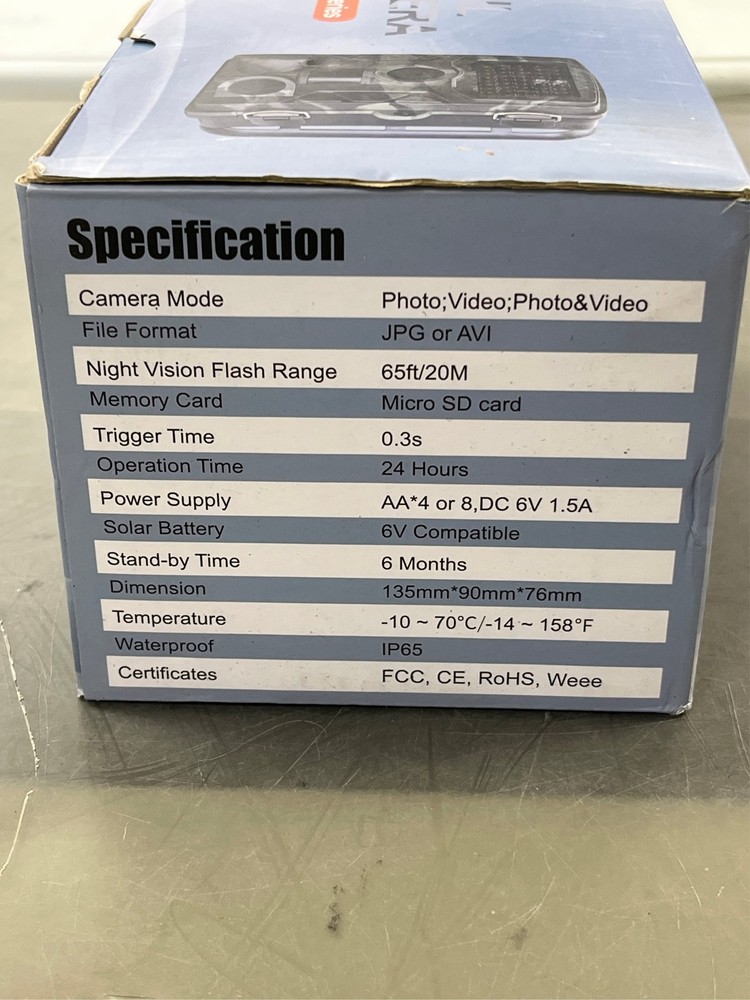 eries
ERA
Specification
Camera Mode Photo;Video;Photo&Video
File Format JPG or AVI
Night Vision Flash Range 65ft/20M
Memory Card Micro SD card
Trigger Time 0.3s
Operation Time 24 Hours
Power Supply AA*4 or 8,DC 6V 1.5A
Solar Battery 6V Compatible
Stand-by Time 6 Months
Dimension 135mm*90mm*76mm
Temperature -10 ~ 70°C/-14 ~ 158°F
Waterproof IP65
Certificates FCC, CE, RoHS, Weee